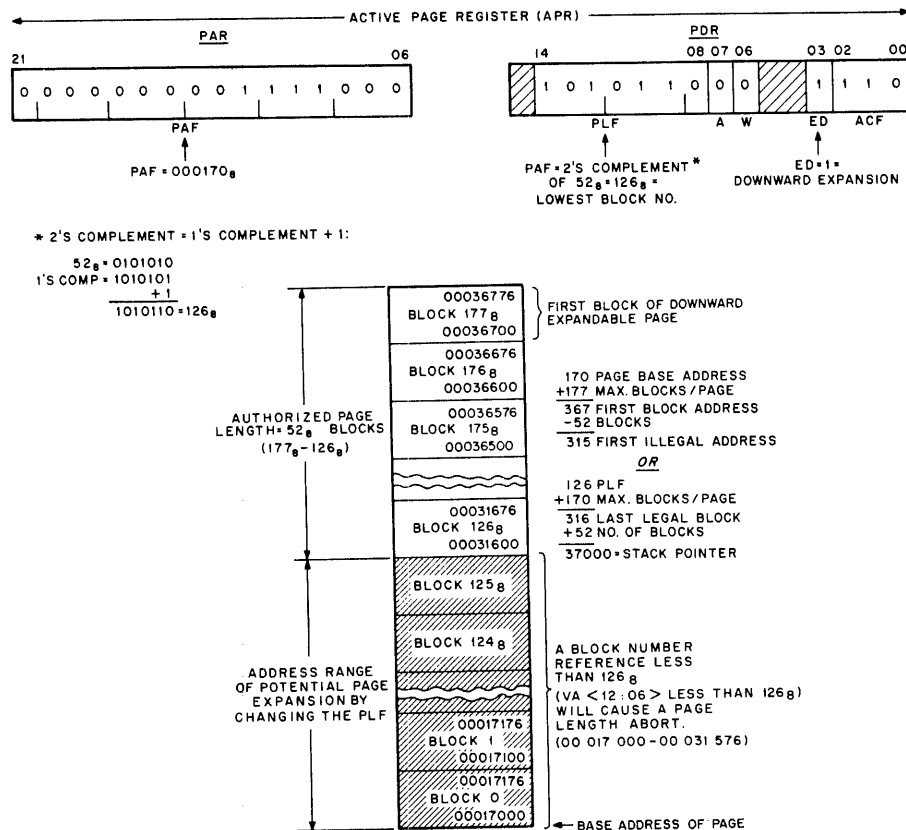 ACTIVE PAGE REGISTER (APR)
PAR
PDR
21
06
14
08 07 06
03 02
00
0 0 0 0 0 0 0 0 0 1 1 1 1 0 0 0
1 0 1 0 1 1 0 0 0 1 1 1 0
PAF
PLF
A
W
ED
ACF
PAF = 000170₈
PAF = 2'S COMPLEMENT*
OF 52₈ = 126₈ =
LOWEST BLOCK NO.
ED = 1 =
DOWNWARD EXPANSION
* 2'S COMPLEMENT = 1'S COMPLEMENT + 1:
52₈ = 0101010
1'S COMP = 1010101
+ 1
1010110 = 126₈
00036776
BLOCK 177₈
00036700
FIRST BLOCK OF DOWNWARD
EXPANDABLE PAGE
00036676
BLOCK 176₈
00036600
00036576
BLOCK 175₈
00036500
AUTHORIZED PAGE
LENGTH = 52₈ BLOCKS
(177₈ - 126₈)
170 PAGE BASE ADDRESS
+177 MAX. BLOCKS/PAGE
367 FIRST BLOCK ADDRESS
-52 BLOCKS
315 FIRST ILLEGAL ADDRESS
OR
126 PLF
+170 MAX. BLOCKS/PAGE
316 LAST LEGAL BLOCK
+52 NO. OF BLOCKS
37000 = STACK POINTER
00031676
BLOCK 126₈
00031600
BLOCK 125₈
BLOCK 124₈
ADDRESS RANGE
OF POTENTIAL PAGE
EXPANSION BY
CHANGING THE PLF
A BLOCK NUMBER
REFERENCE LESS
THAN 126₈
(VA <12:06> LESS THAN 126₈)
WILL CAUSE A PAGE
LENGTH ABORT.
(00 017 000 - 00 031 576)
00017176
BLOCK 1
00017100
00017176
BLOCK 0
00017000
BASE ADDRESS OF PAGE